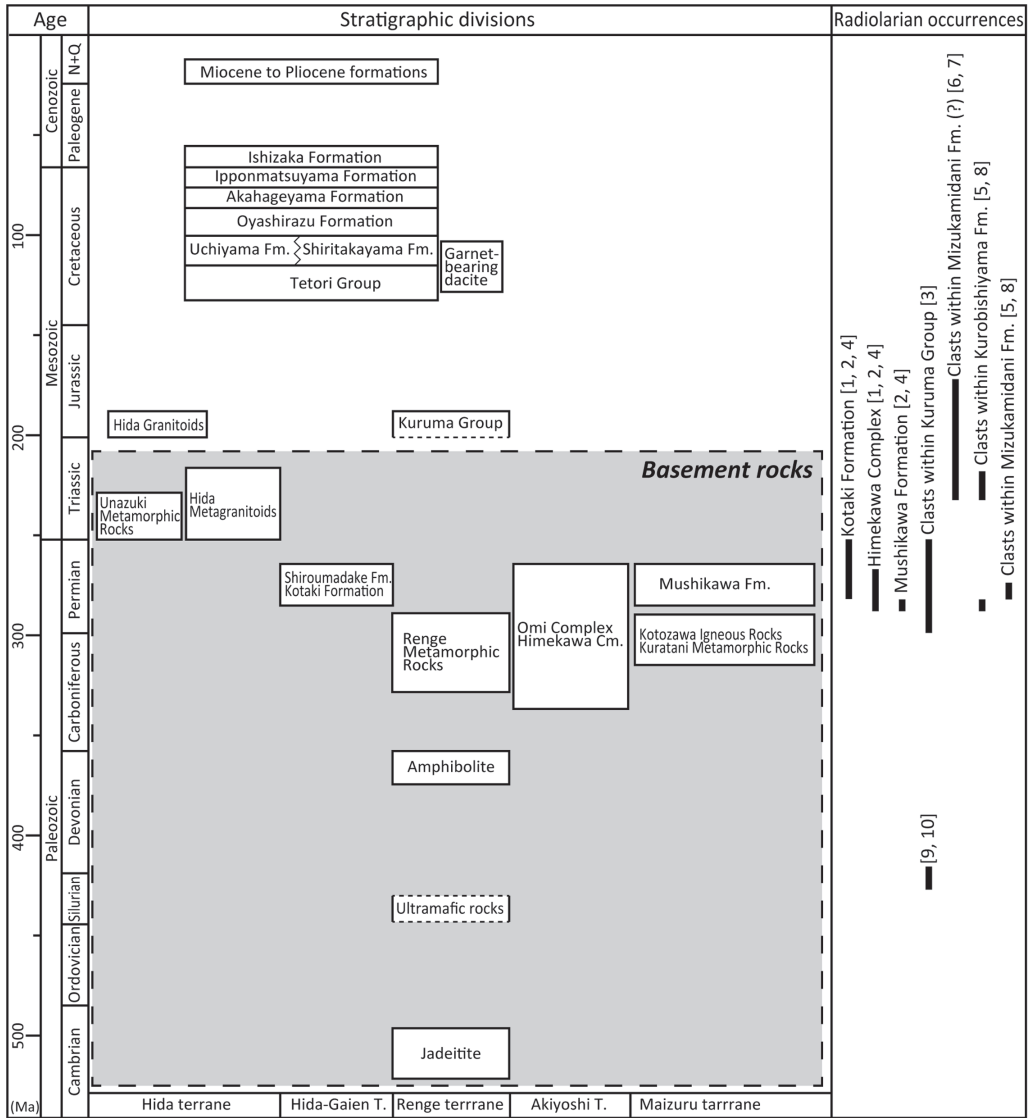 Age
Stratigraphic divisions
Radiolarian occurrences
Cenozoic
Mesozoic
Paleozoic
N+Q
Paleogene
Cretaceous
Jurassic
Triassic
Permian
Carboniferous
Devonian
Silurian
Ordovician
Cambrian
100
200
300
400
500
(Ma)
Miocene to Pliocene formations
Ishizaka Formation
Ipponmatsuyama Formation
Akahageyama Formation
Oyashirazu Formation
Uchiyama Fm.
Shiritakayama Fm.
Tetori Group
Garnet-
bearing
dacite
Hida Granitoids
Kuruma Group
Basement rocks
Unazuki
Metamorphic
Rocks
Hida
Metagranitoids
Shiroumadake Fm.
Kotaki Formation
Renge
Metamorphic
Rocks
Omi Complex
Himekawa Cm.
Mushikawa Fm.
Kotozawa Igneous Rocks
Kuratani Metamorphic Rocks
Amphibolite
Ultramafic rocks
Jadeitite
Hida terrane
Hida-Gaien T.
Renge terrrane
Akiyoshi T.
Maizuru tarrrane
Kotaki Formation [1, 2, 4]
Himekawa Complex [1, 2, 4]
Mushikawa Formation [2, 4]
Clasts within Kuruma Group [3]
Clasts within Mizukamidani Fm. (?) [6, 7]
Clasts within Kurobishiyama Fm. [5, 8]
Clasts within Mizukamidani Fm. [5, 8]
[9, 10]